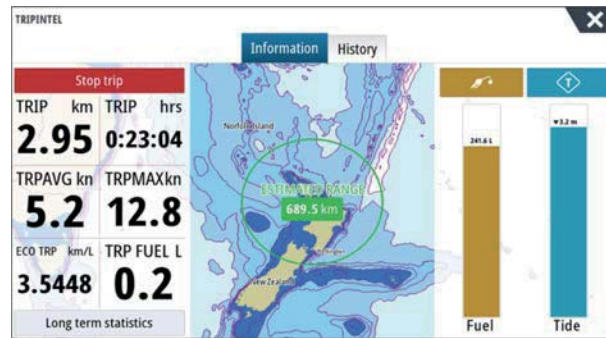 TRIPINTEL
Information
History
Stop trip
TRIP km
2.95
TRIP hrs
0:23:04
TRPAVG kn
5.2
TRPMAX kn
12.8
ECO TRP km/L
3.5448
TRP FUEL L
0.2
Long term statistics
Norfolk Island
ESTIMATED RANGE
689.5 km
New Zealand
T
241.6 L
▼3.2 m
Fuel
Tide